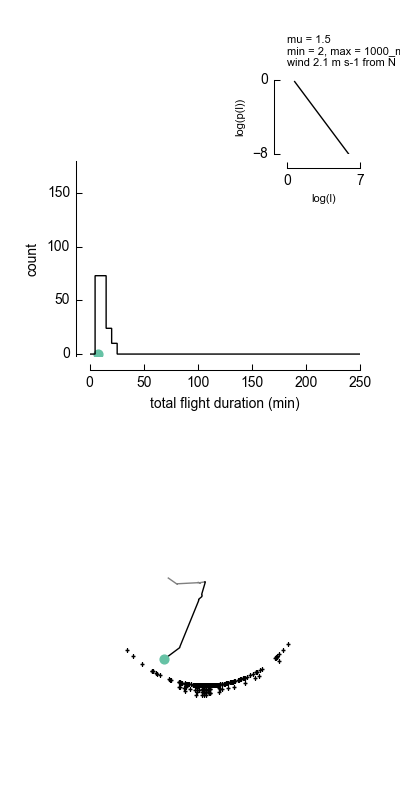 mu = 1.5
min = 2, max = 1000_m
wind 2.1 m s-1 from N
0
−8
log(p(l))
0 7
log(l)
150
100
50
0
count
0 50 100 150 200 250
total flight duration (min)